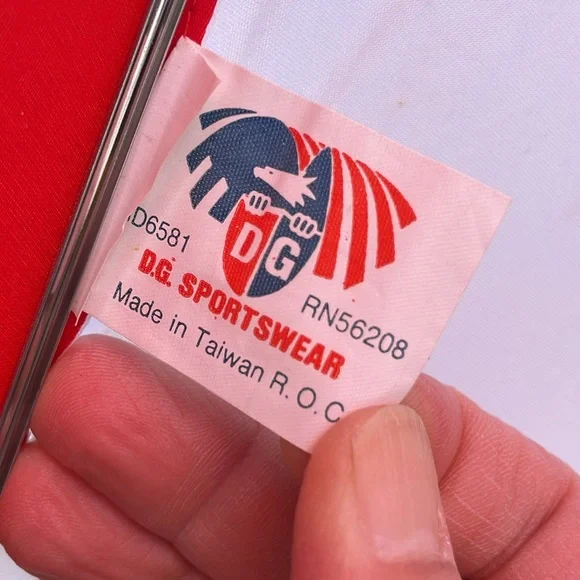 DG
D6581
RN56208
D.G. SPORTSWEAR
Made in Taiwan R.O.C